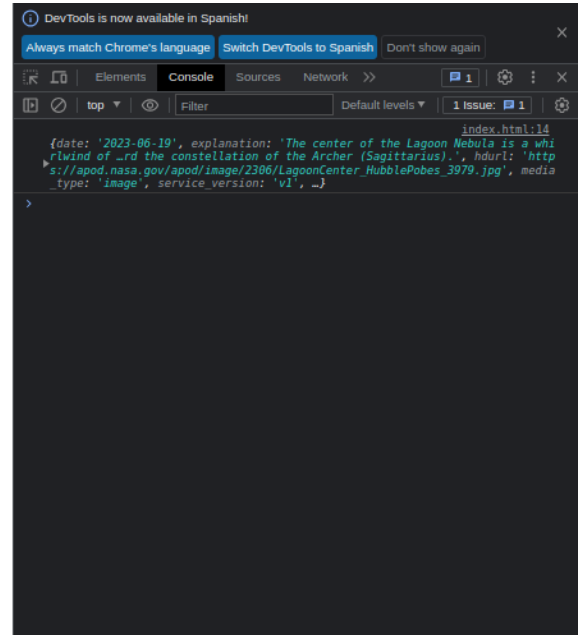 DevTools is now available in Spanish!
Always match Chrome's language Switch DevTools to Spanish Don't show again
Elements Console Sources Network 1
top Filter Default levels 1 Issue: 1
index.html:14
{date: '2023-06-19', explanation: 'The center of the Lagoon Nebula is a whi
rlwind of …rd the constellation of the Archer (Sagittarius).', hdurl: 'http
s://apod.nasa.gov/apod/image/2306/LagoonCenter_HubblePobes_3979.jpg', media
_type: 'image', service_version: 'v1', …}